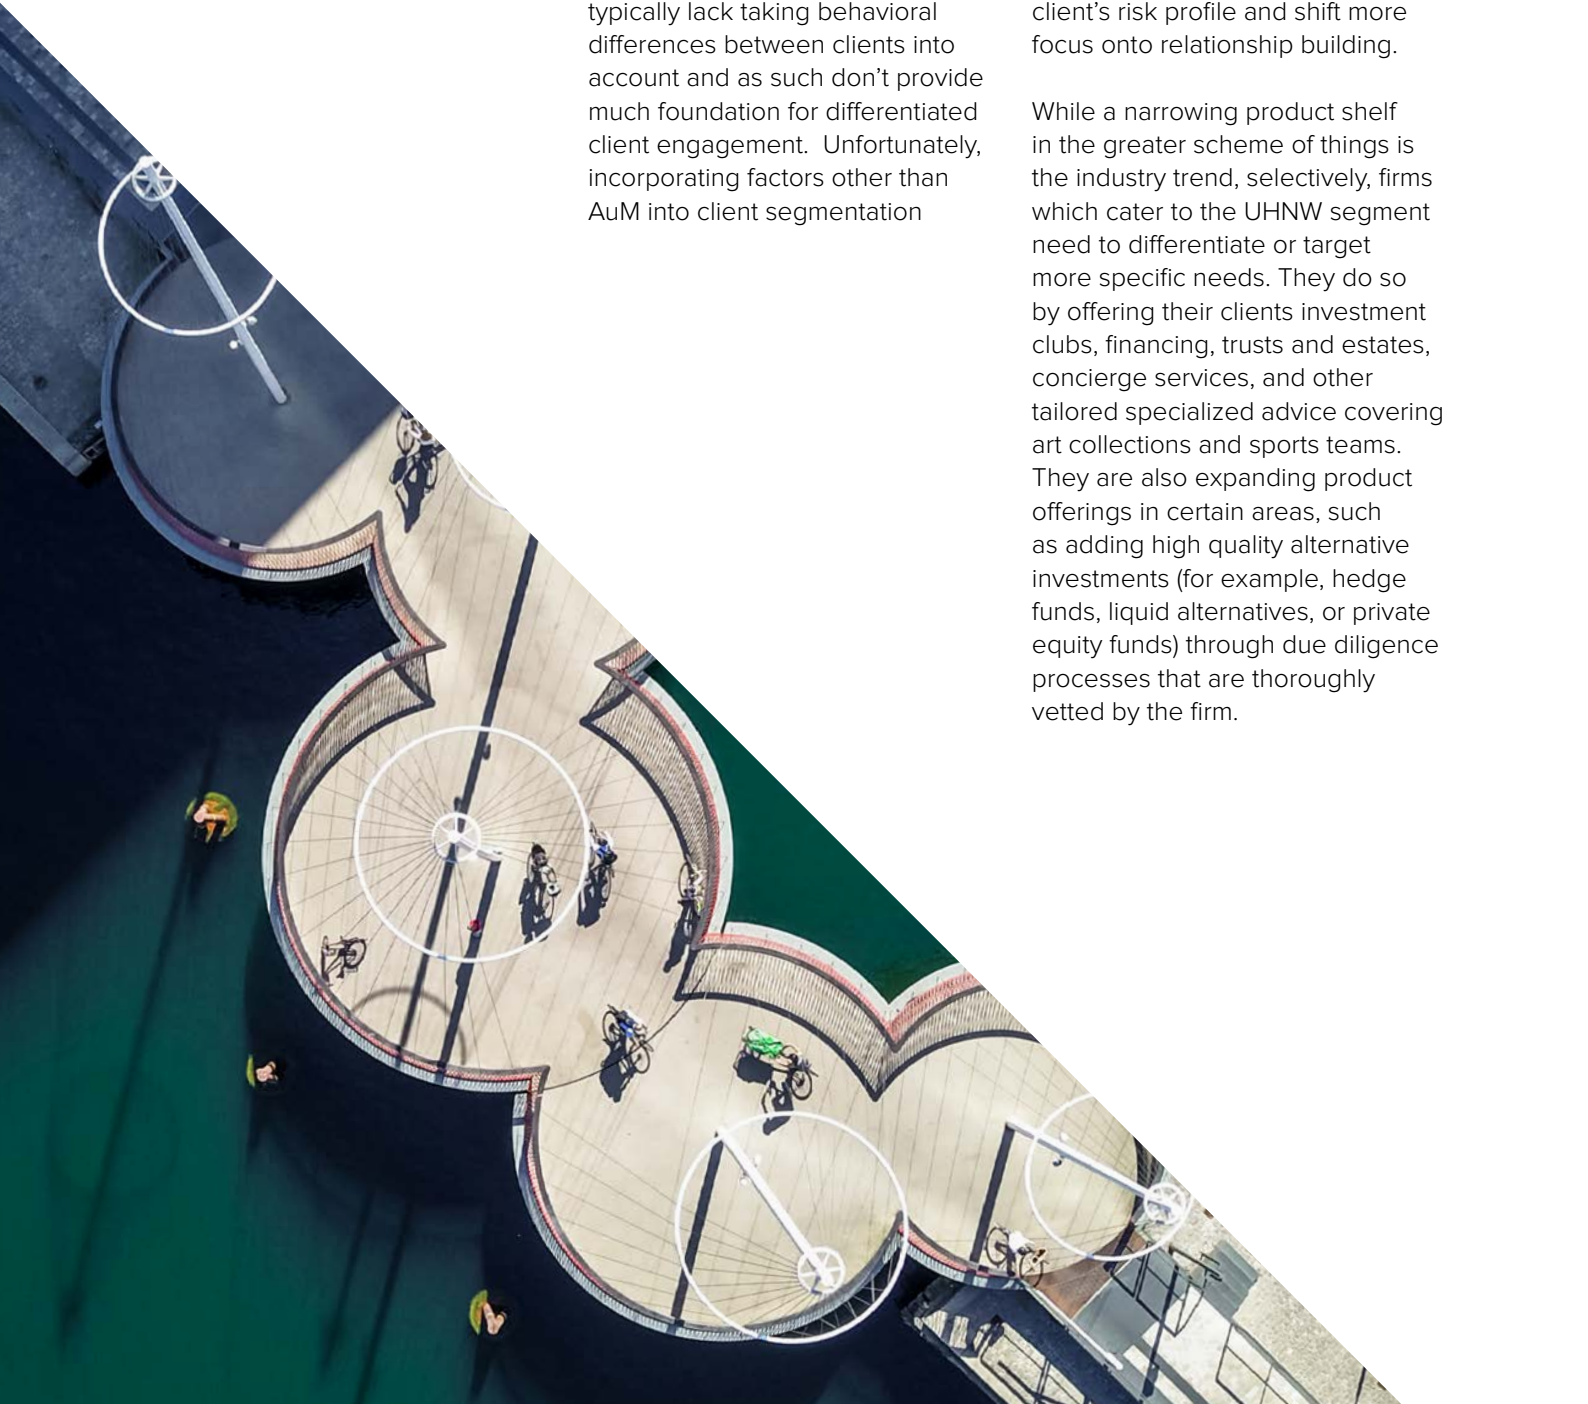 typically lack taking behavioral
differences between clients into
account and as such don’t provide
much foundation for differentiated
client engagement.  Unfortunately,
incorporating factors other than
AuM into client segmentation
client’s risk profile and shift more
focus onto relationship building.
While a narrowing product shelf
in the greater scheme of things is
the industry trend, selectively, firms
which cater to the UHNW segment
need to differentiate or target
more specific needs. They do so
by offering their clients investment
clubs, financing, trusts and estates,
concierge services, and other
tailored specialized advice covering
art collections and sports teams.
They are also expanding product
offerings in certain areas, such
as adding high quality alternative
investments (for example, hedge
funds, liquid alternatives, or private
equity funds) through due diligence
processes that are thoroughly
vetted by the firm.